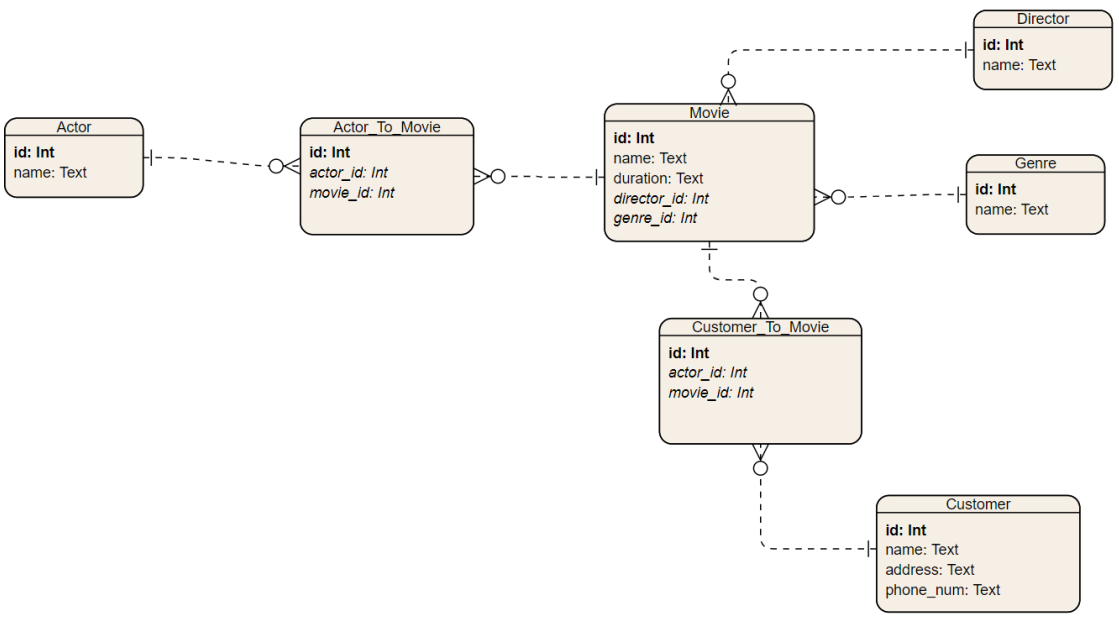 Director
id: Int
name: Text
Actor
id: Int
name: Text
Actor_To_Movie
id: Int
actor_id: Int
movie_id: Int
Movie
id: Int
name: Text
duration: Text
director_id: Int
genre_id: Int
Genre
id: Int
name: Text
Customer_To_Movie
id: Int
actor_id: Int
movie_id: Int
Customer
id: Int
name: Text
address: Text
phone_num: Text